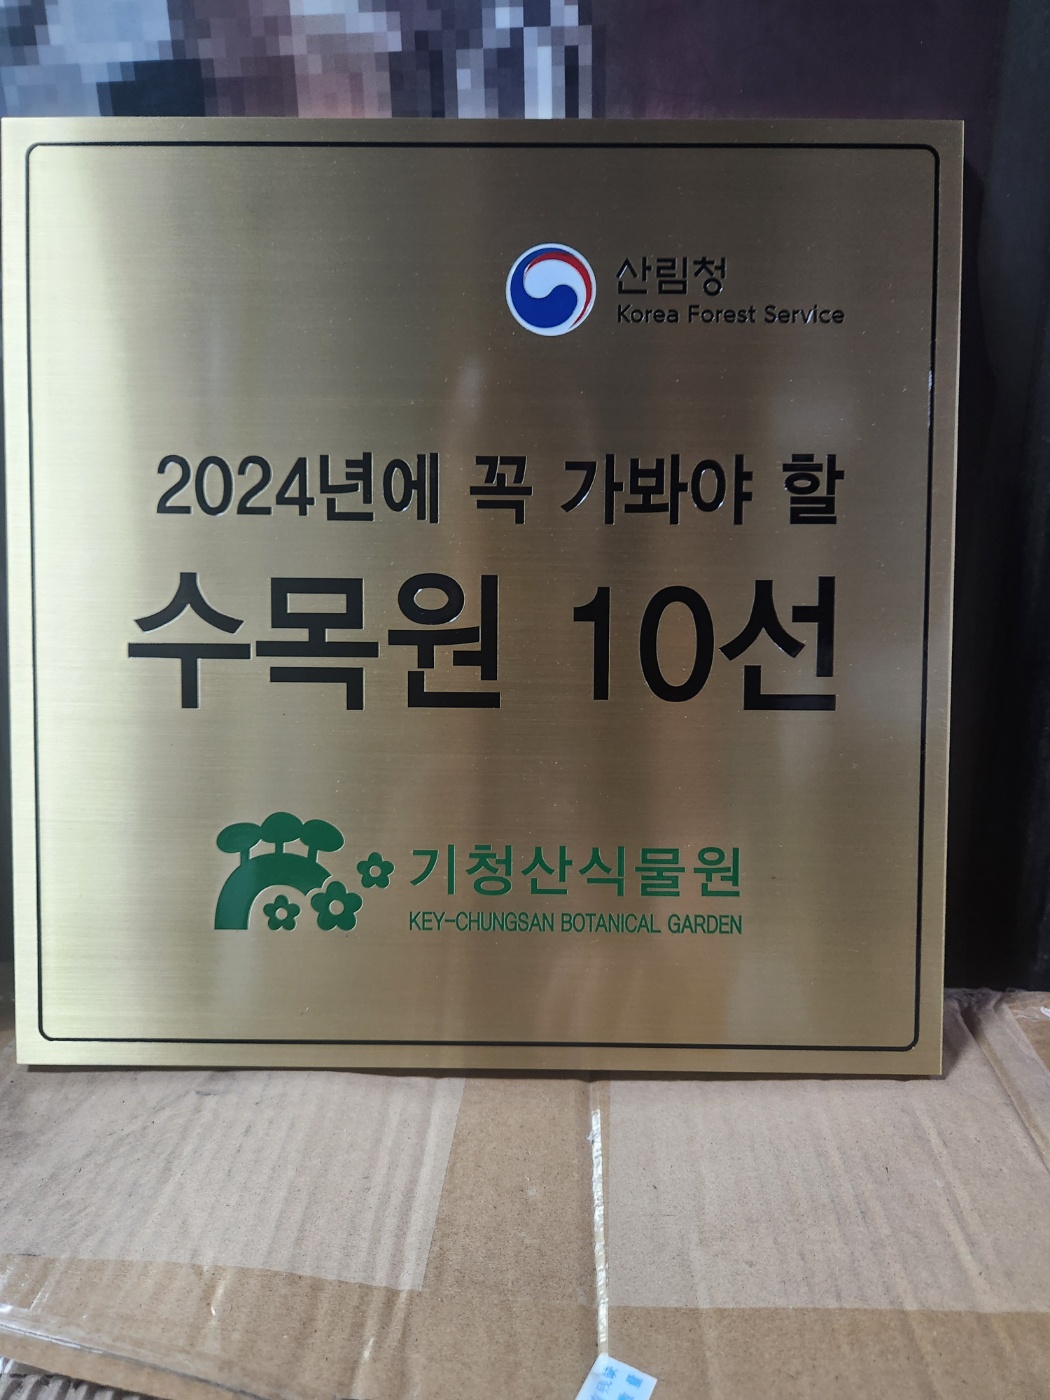 산림청
Korea Forest Service
2024년에 꼭 가봐야 할
수목원 10선
기청산식물원
KEY-CHUNGSAN BOTANICAL GARDEN